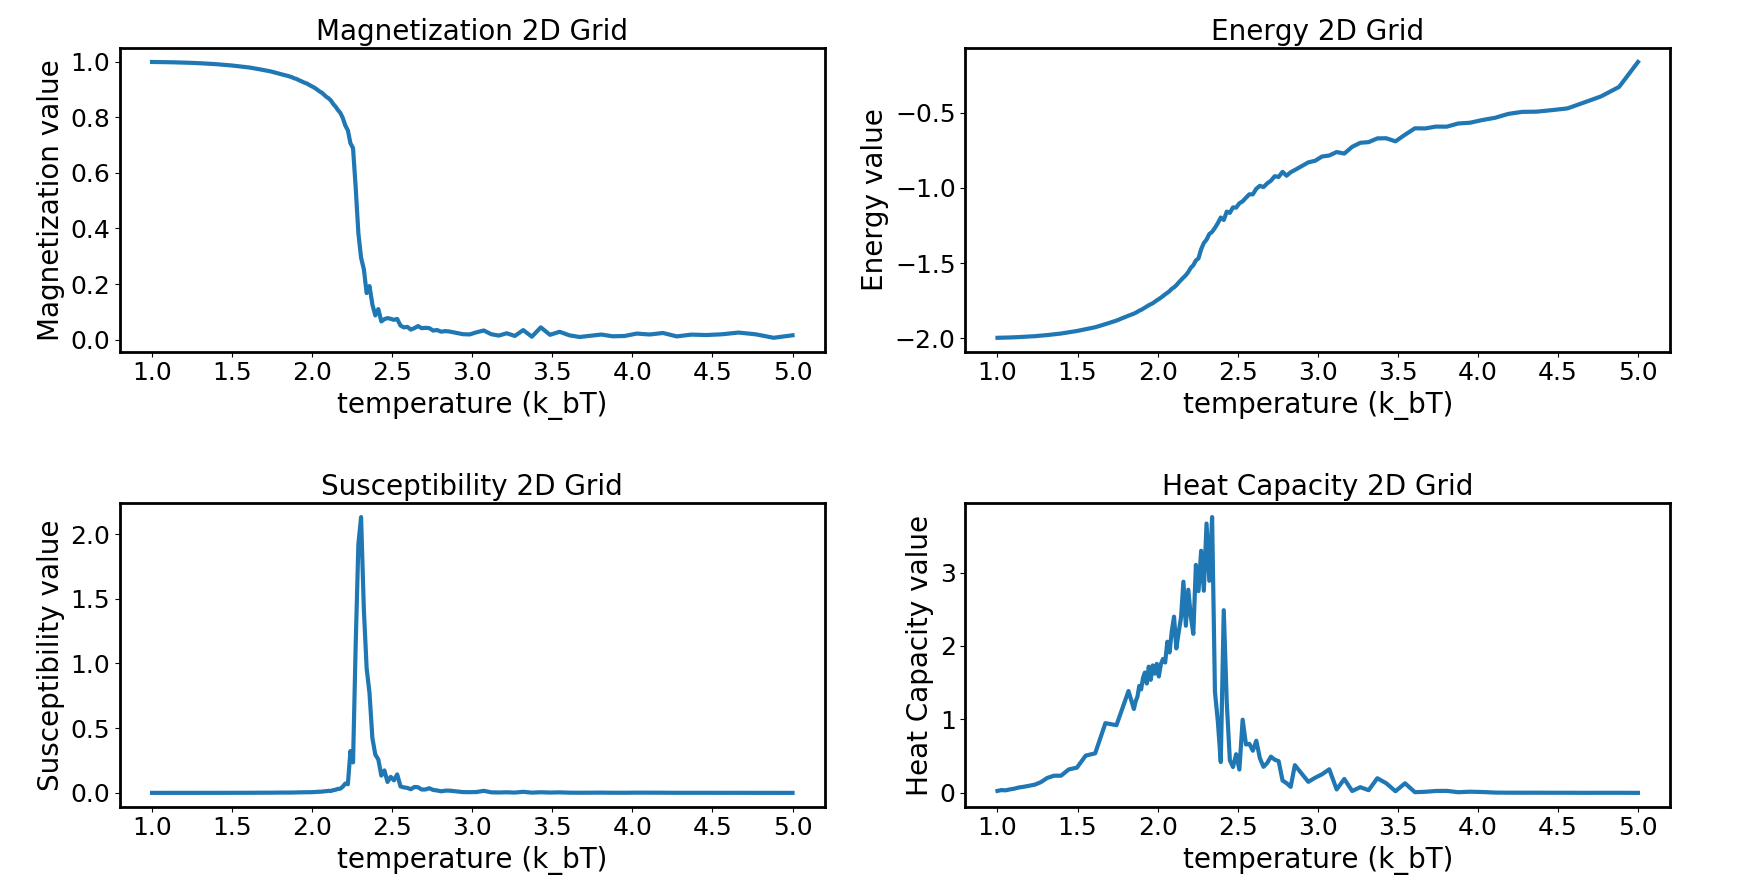 Magnetization 2D Grid
Magnetization value
1.0
0.8
0.6
0.4
0.2
0.0
1.0 1.5 2.0 2.5 3.0 3.5 4.0 4.5 5.0
temperature (k_bT)
Energy 2D Grid
Energy value
−0.5
−1.0
−1.5
−2.0
1.0 1.5 2.0 2.5 3.0 3.5 4.0 4.5 5.0
temperature (k_bT)
Susceptibility 2D Grid
Susceptibility value
2.0
1.5
1.0
0.5
0.0
1.0 1.5 2.0 2.5 3.0 3.5 4.0 4.5 5.0
temperature (k_bT)
Heat Capacity 2D Grid
Heat Capacity value
3
2
1
0
1.0 1.5 2.0 2.5 3.0 3.5 4.0 4.5 5.0
temperature (k_bT)